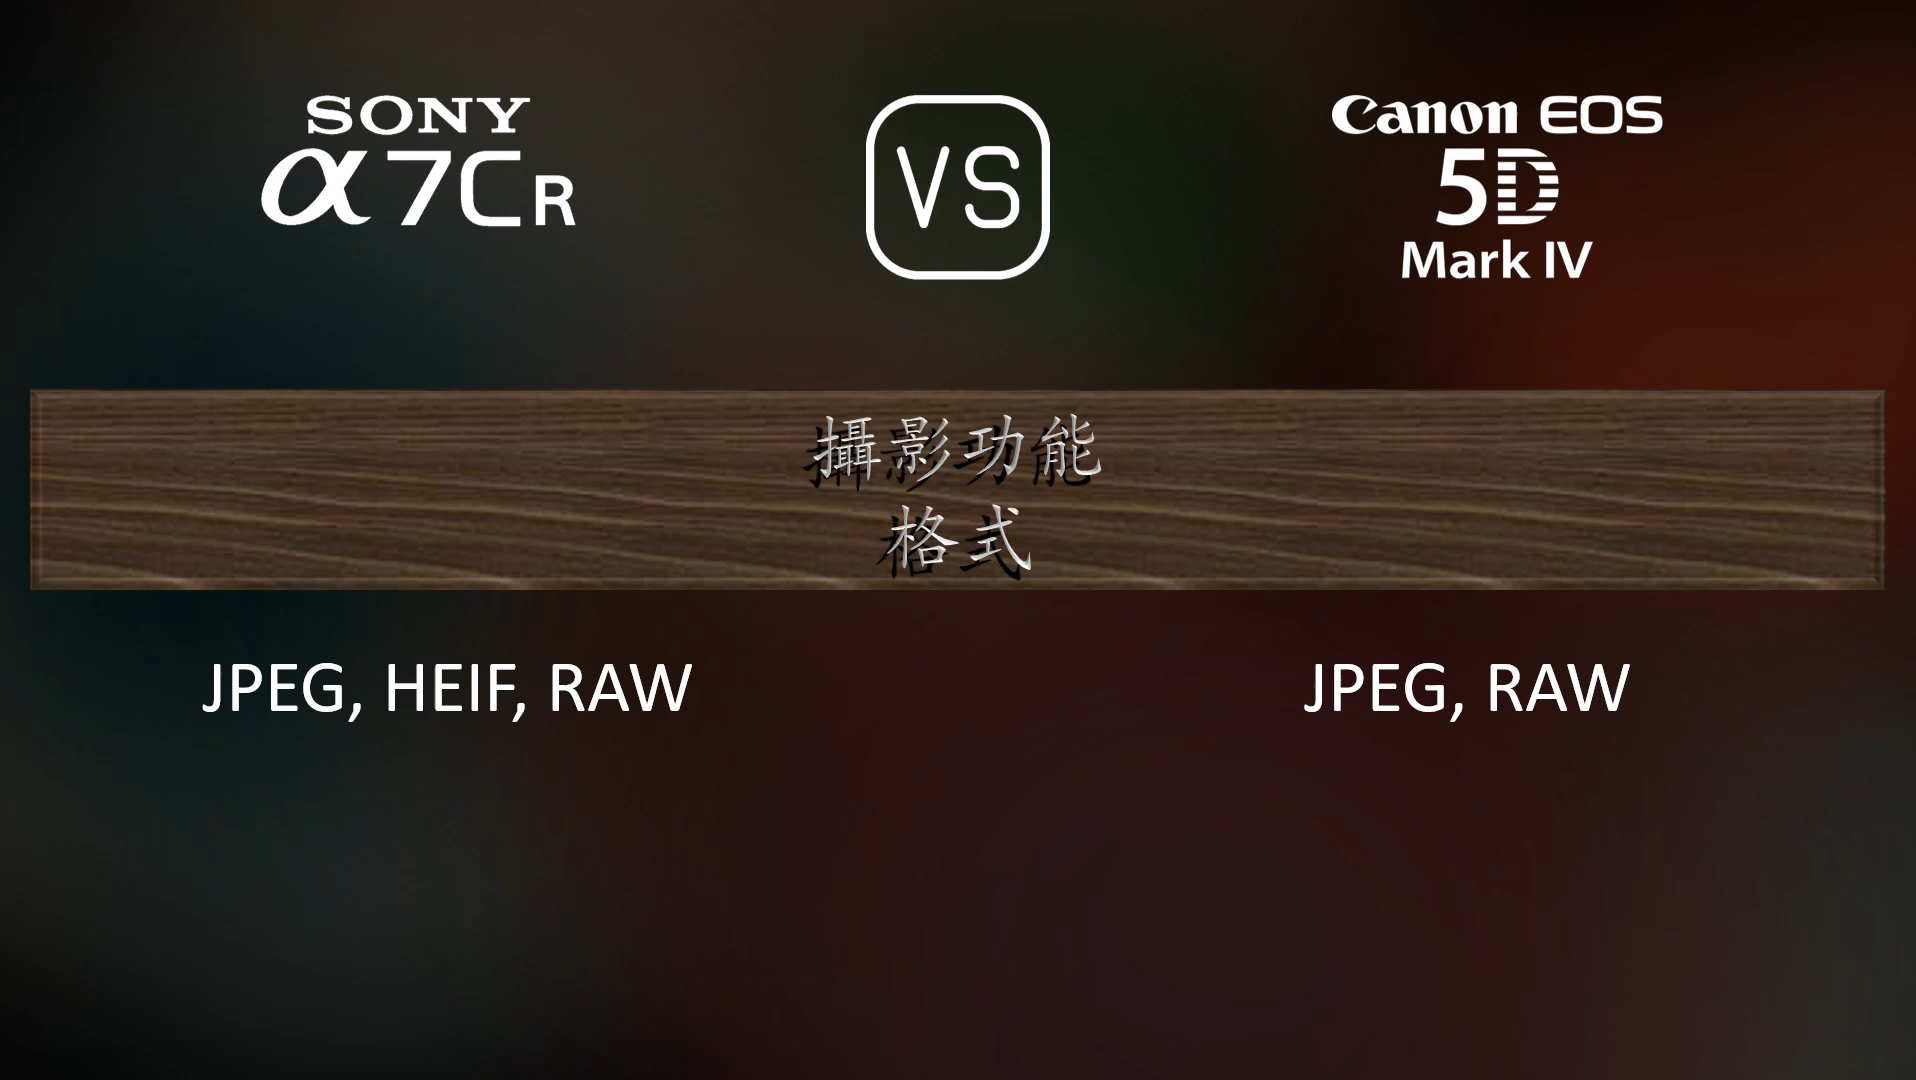 SONY
α7CR
VS
Canon EOS
5D
Mark IV
攝影功能
格式
JPEG, HEIF, RAW
JPEG, RAW